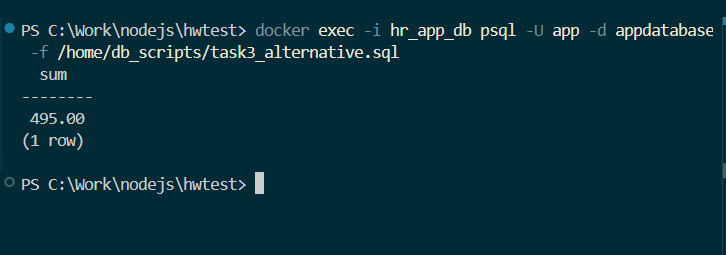 PS C:\Work\nodejs\hwtest> docker exec -i hr_app_db psql -U app -d appdatabase
-f /home/db_scripts/task3_alternative.sql
sum
--------
495.00
(1 row)
PS C:\Work\nodejs\hwtest>